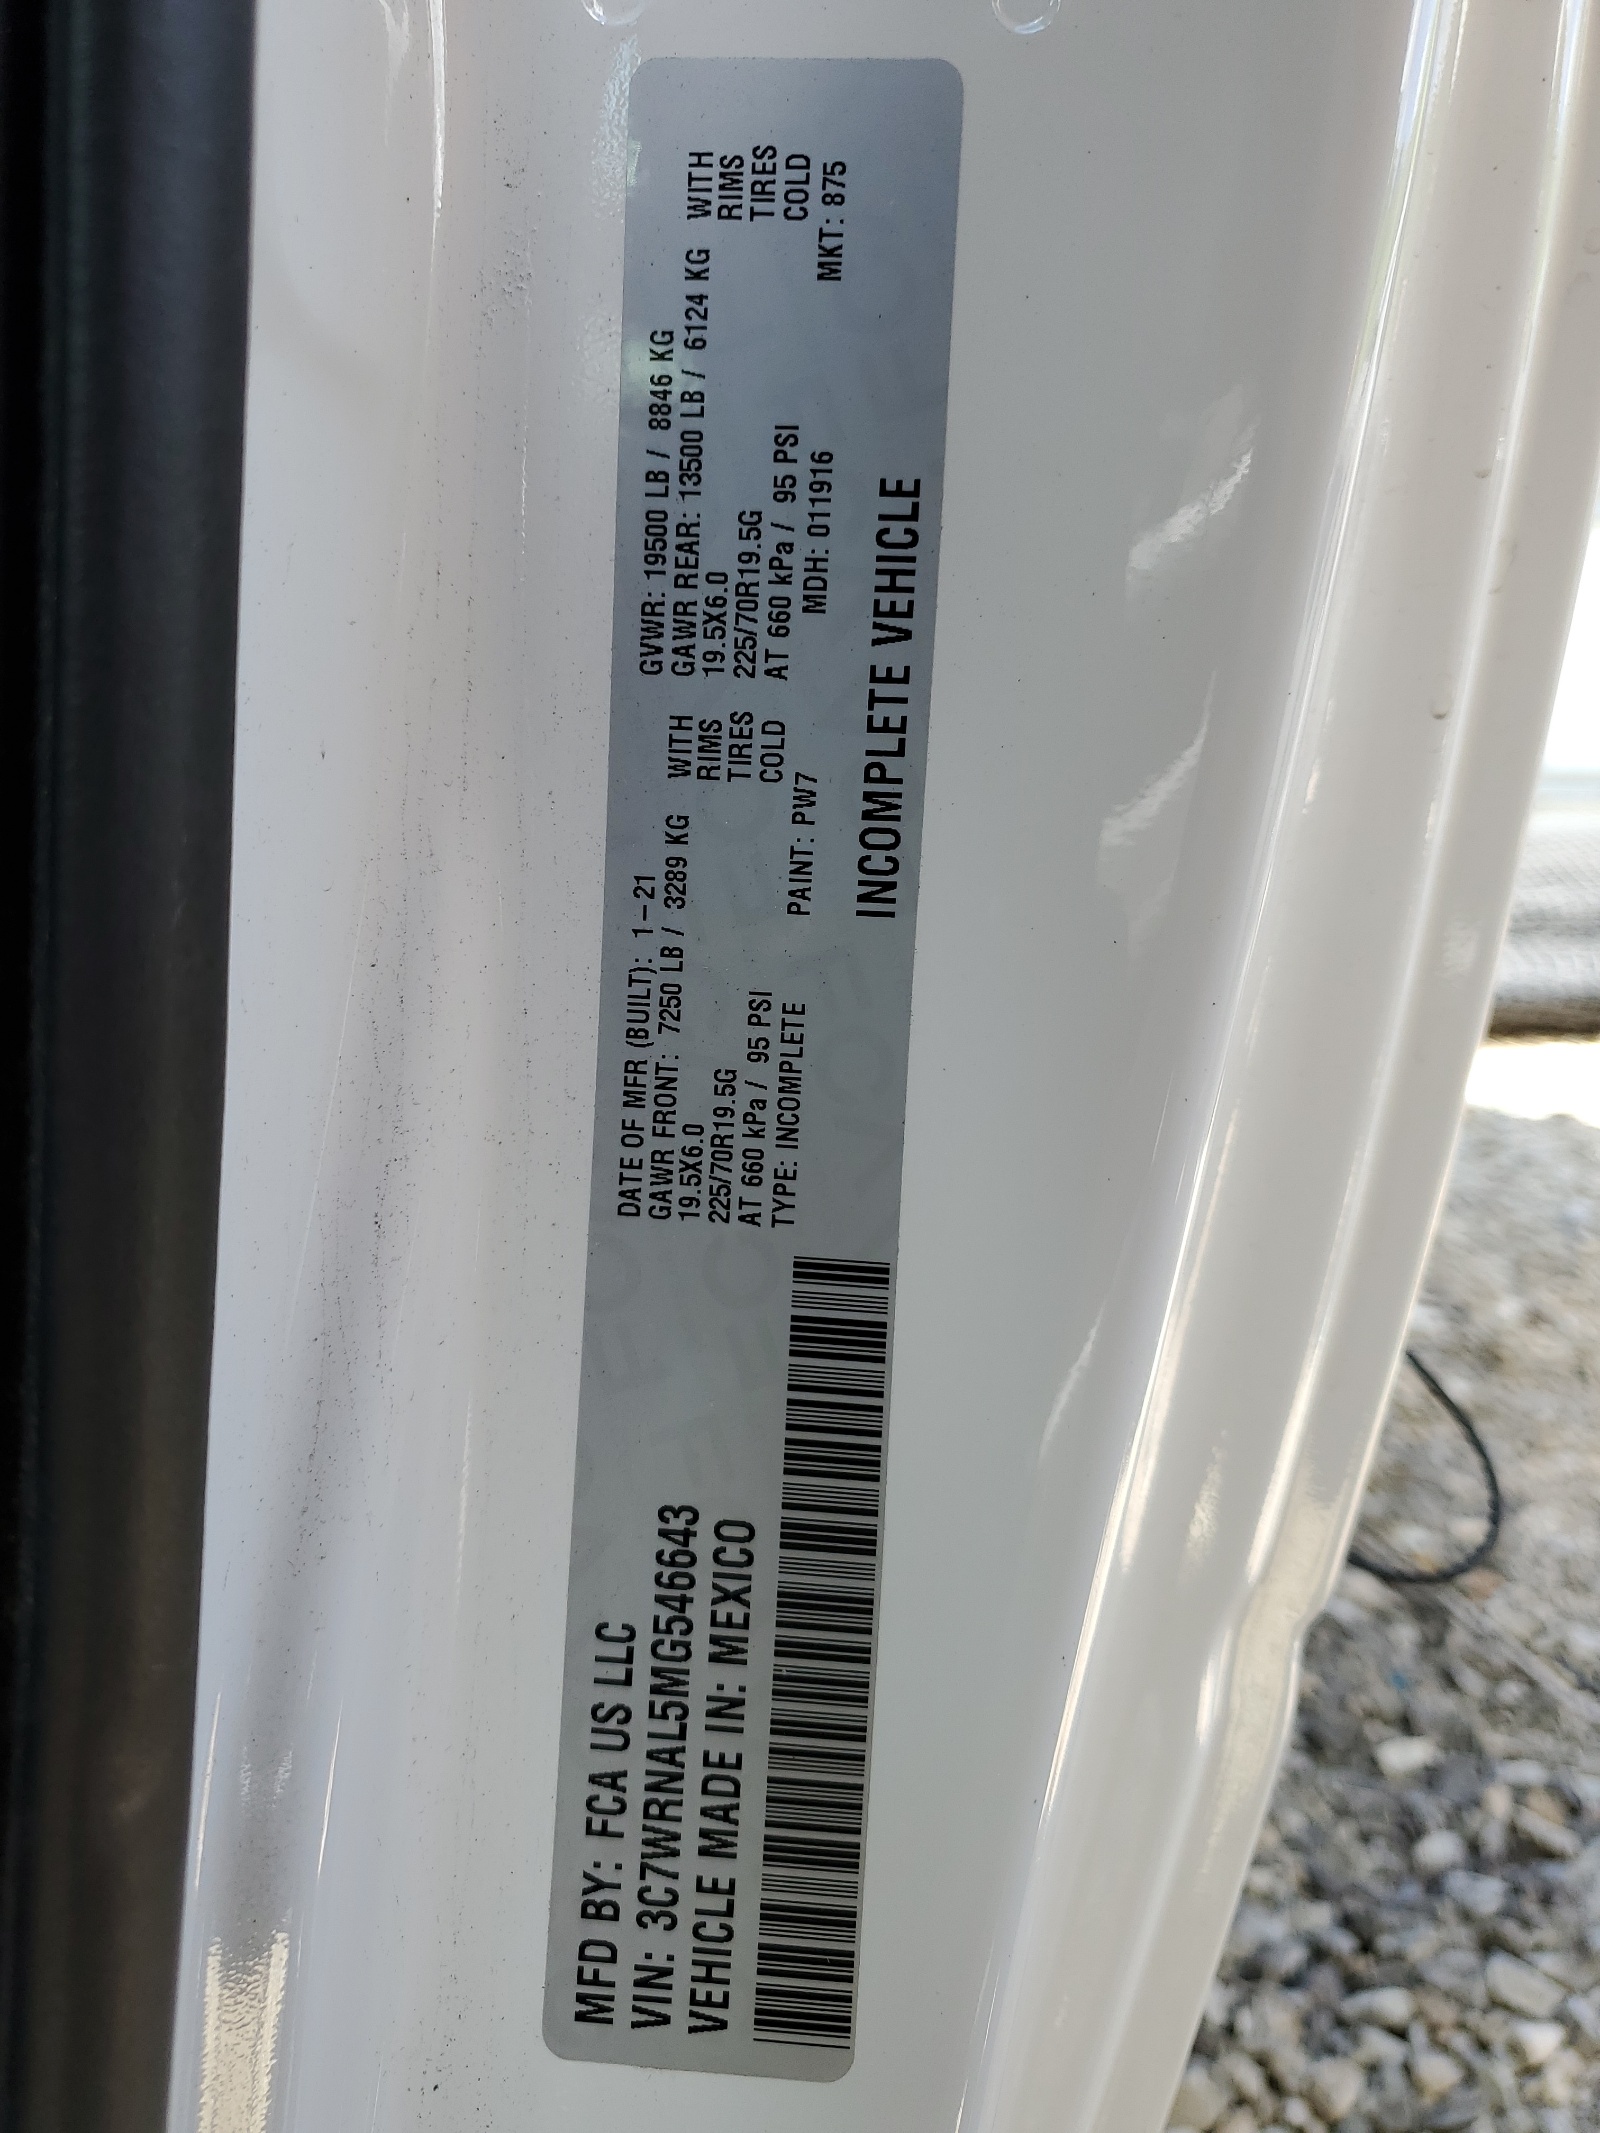 MFD BY: FCA US LLC
VIN: 3C7WRNAL5MG546643
VEHICLE MADE IN: MEXICO
DATE OF MFR (BUILT): 1-21
GAWR FRONT: 7250 LB / 3289 KG WITH
19.5X6.0 RIMS
225/70R19.5G TIRES
AT 660 kPa / 95 PSI COLD
TYPE: INCOMPLETE PAINT: PW7
GVWR: 19500 LB / 8846 KG
GAWR REAR: 13500 LB / 6124 KG WITH
19.5X6.0 RIMS
225/70R19.5G TIRES
AT 660 kPa / 95 PSI COLD
MDH: 011916 MKT: 875
INCOMPLETE VEHICLE